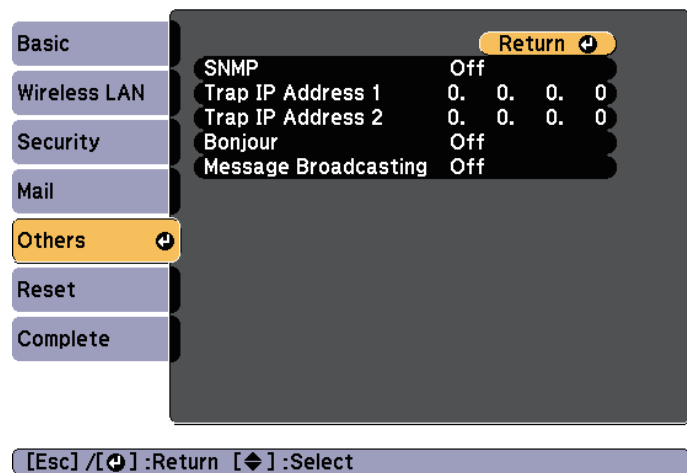 Basic
Wireless LAN
Security
Mail
Others
Reset
Complete
Return
SNMP Off
Trap IP Address 1 0. 0. 0. 0
Trap IP Address 2 0. 0. 0. 0
Bonjour Off
Message Broadcasting Off
[Esc] /[⏎] :Return [◆] :Select